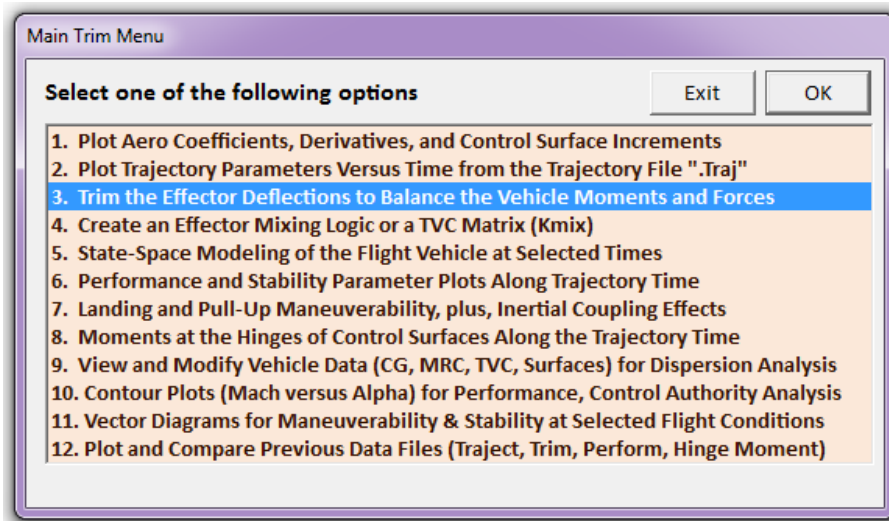 Main Trim Menu
Select one of the following options
Exit
OK
1. Plot Aero Coefficients, Derivatives, and Control Surface Increments
2. Plot Trajectory Parameters Versus Time from the Trajectory File ".Traj"
3. Trim the Effector Deflections to Balance the Vehicle Moments and Forces
4. Create an Effector Mixing Logic or a TVC Matrix (Kmix)
5. State-Space Modeling of the Flight Vehicle at Selected Times
6. Performance and Stability Parameter Plots Along Trajectory Time
7. Landing and Pull-Up Maneuverability, plus, Inertial Coupling Effects
8. Moments at the Hinges of Control Surfaces Along the Trajectory Time
9. View and Modify Vehicle Data (CG, MRC, TVC, Surfaces) for Dispersion Analysis
10. Contour Plots (Mach versus Alpha) for Performance, Control Authority Analysis
11. Vector Diagrams for Maneuverability & Stability at Selected Flight Conditions
12. Plot and Compare Previous Data Files (Traject, Trim, Perform, Hinge Moment)